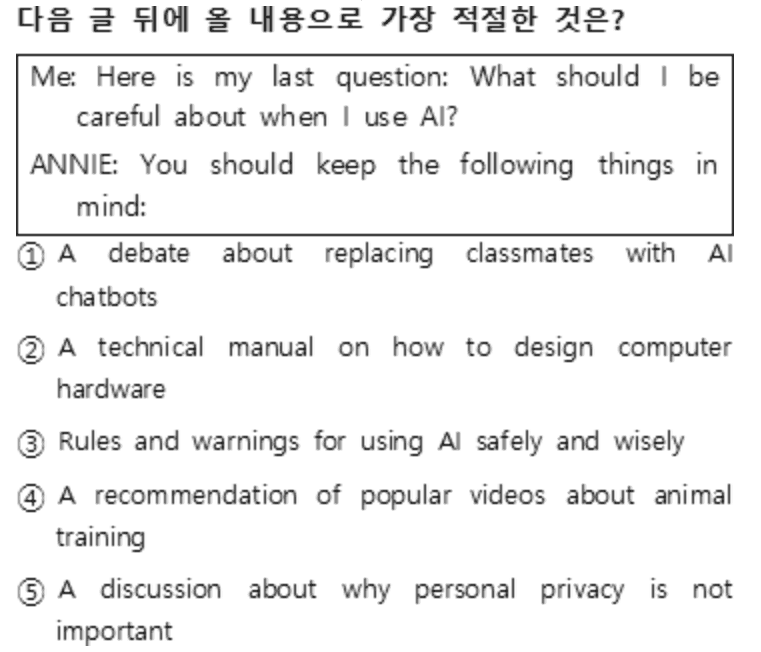 다음 글 뒤에 올 내용으로 가장 적절한 것은?
Me: Here is my last question: What should I be
careful about when I use AI?
ANNIE: You should keep the following things in
mind:
① A debate about replacing classmates with AI
chatbots
② A technical manual on how to design computer
hardware
③ Rules and warnings for using AI safely and wisely
④ A recommendation of popular videos about animal
training
⑤ A discussion about why personal privacy is not
important